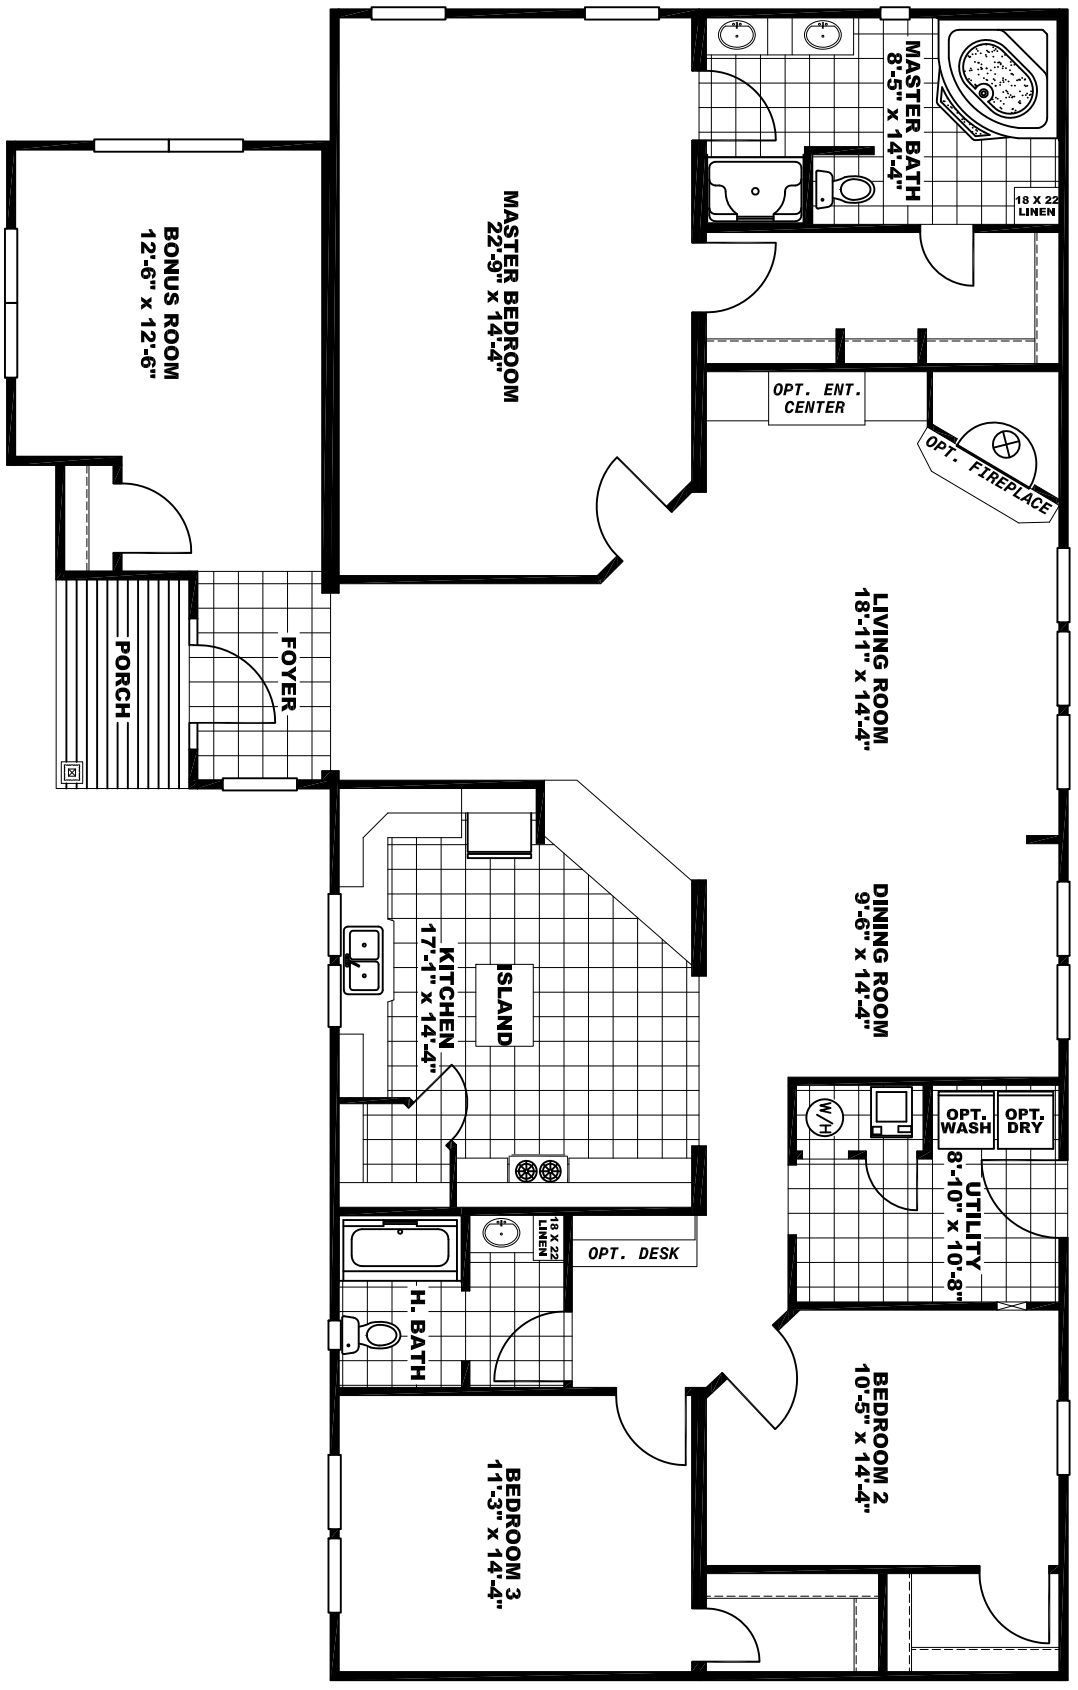 MASTER BATH
8'-5" x 14'-4"
18 X 22
LINEN
MASTER BEDROOM
22'-9" x 14'-4"
BONUS ROOM
12'-6" x 12'-6"
OPT. ENT.
CENTER
OPT. FIREPLACE
LIVING ROOM
18'-11" x 14'-4"
FOYER
PORCH
DINING ROOM
9'-6" x 14'-4"
KITCHEN
17'-1" x 14'-4"
ISLAND
W/H
OPT.
WASH
OPT.
DRY
UTILITY
8'-10" x 10'-8"
18 X 22
LINEN
OPT. DESK
H. BATH
BEDROOM 2
10'-5" x 14'-4"
BEDROOM 3
11'-3" x 14'-4"